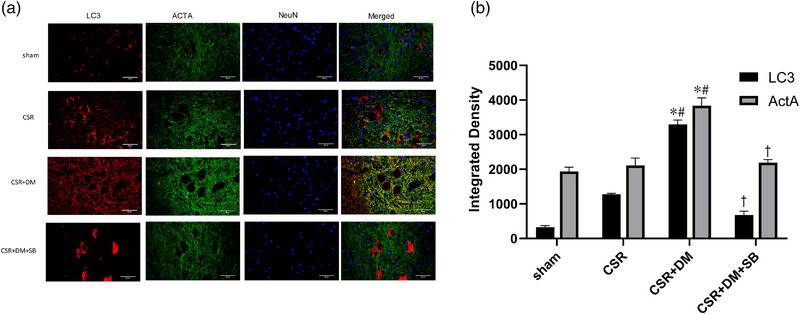 (a)
LC3 ACTA NeuN Merged
sham
CSR
CSR+DM
CSR+DM+SB
(b)
5000
4000
3000
2000
1000
0
Integrated Density
LC3
ActA
*#
*#
†
†
sham
CSR
CSR+DM
CSR+DM+SB